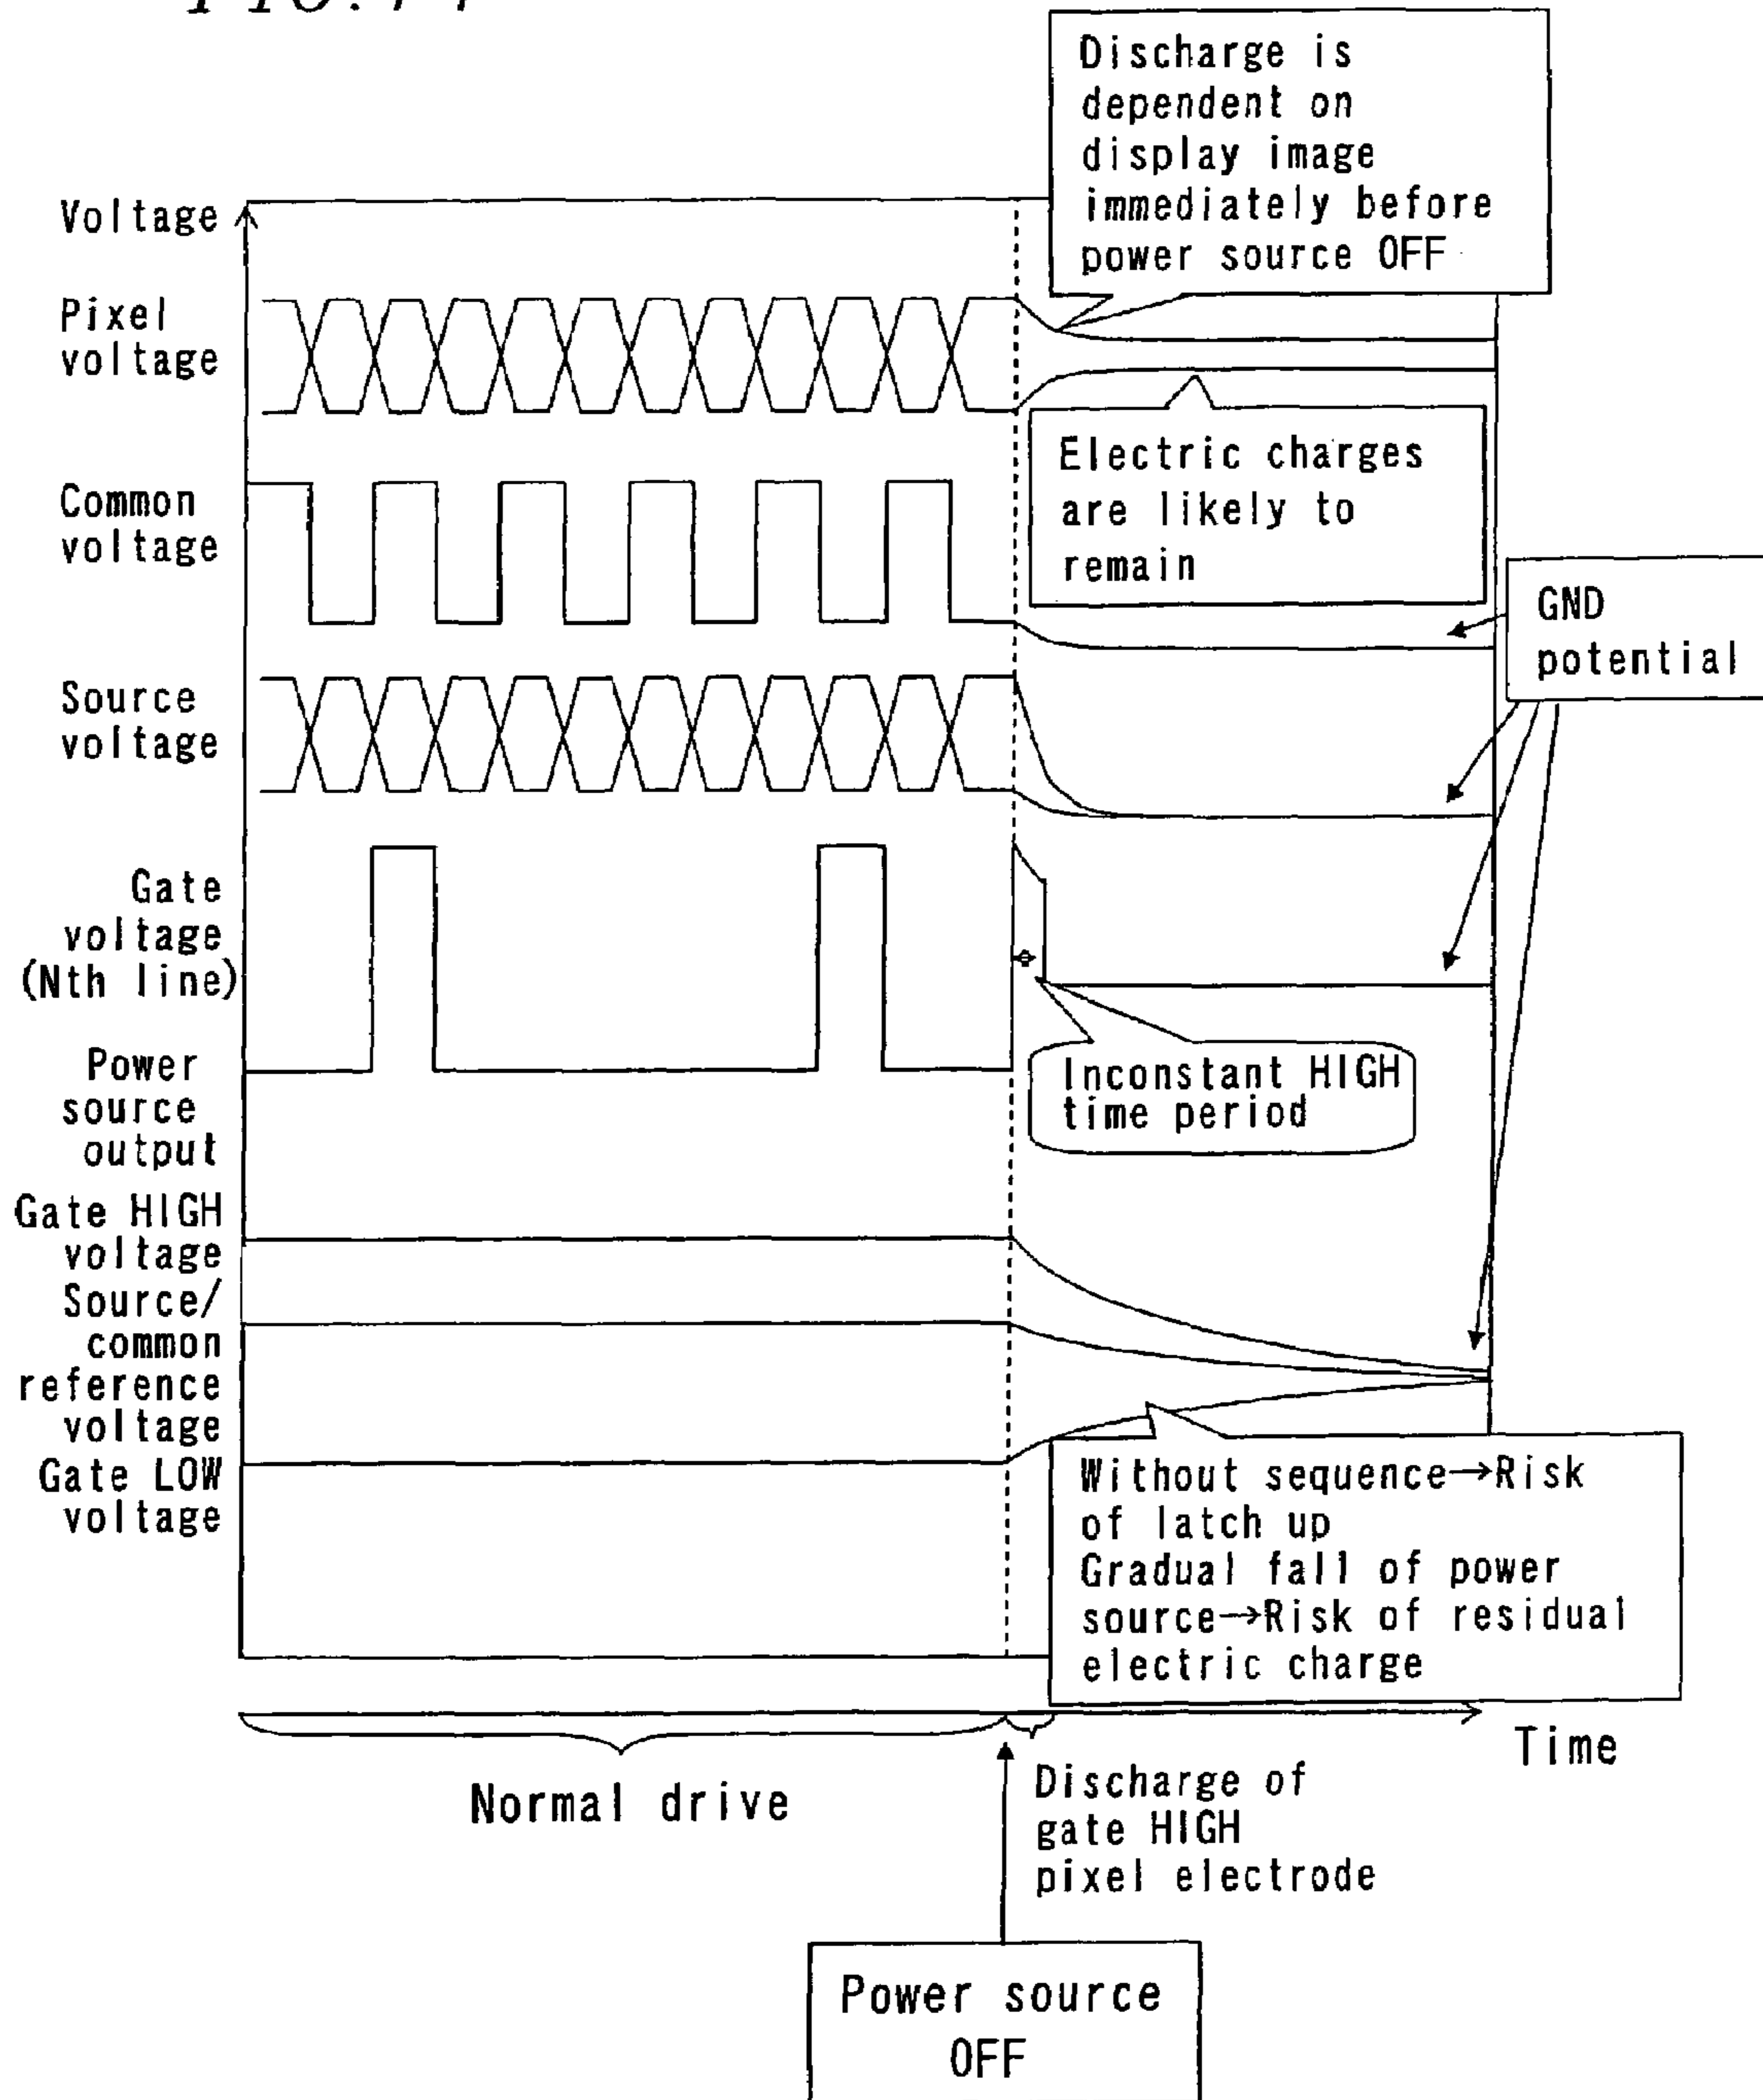 Discharge is
dependent on
display image
immediately before
power source OFF
Voltage
Pixel
voltage
Electric charges
are likely to
remain
Common
voltage
GND
potential
Source
voltage
Gate
voltage
(Nth line)
Inconstant HIGH
time period
Power
source
output
Gate HIGH
voltage
Source/
common
reference
voltage
Gate LOW
voltage
Without sequence→Risk
of latch up
Gradual fall of power
source→Risk of residual
electric charge
Time
Normal drive
Discharge of
gate HIGH
pixel electrode
Power source
OFF